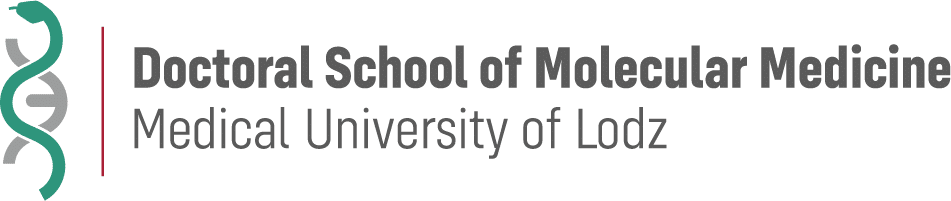 Doctoral School of Molecular Medicine
Medical University of Lodz